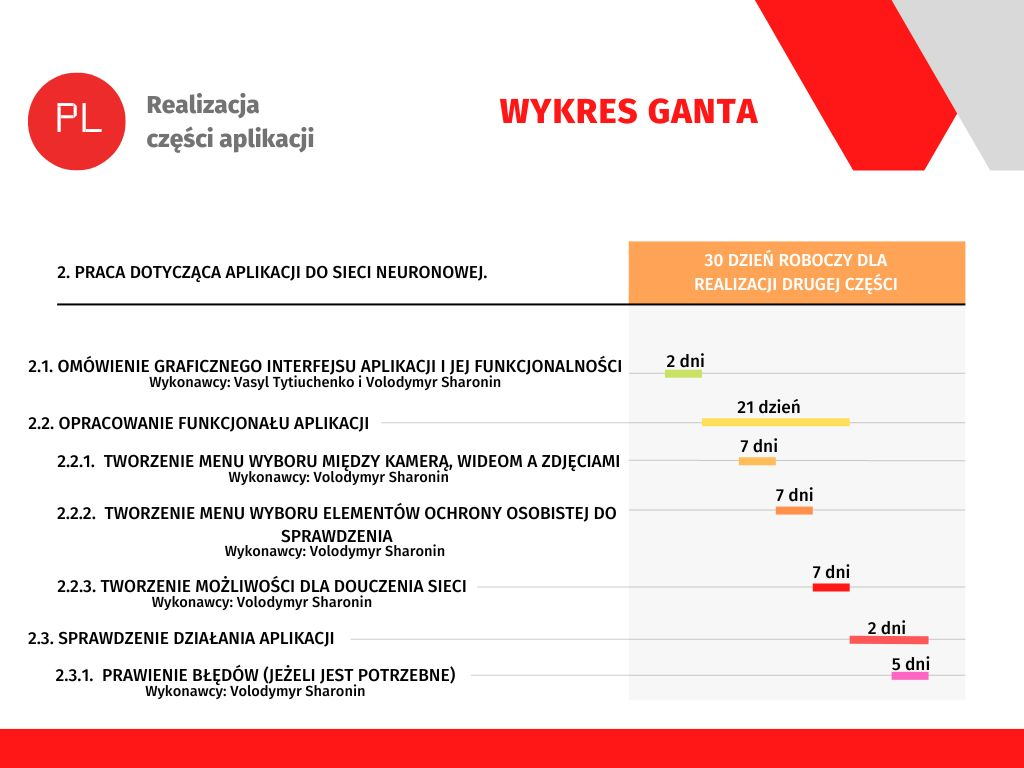 PL
Realizacja
części aplikacji
WYKRES GANTA
2. PRACA DOTYCZĄCA APLIKACJI DO SIECI NEURONOWEJ.
30 DZIEŃ ROBOCZY DLA
REALIZACJI DRUGEJ CZĘŚCI
2.1. OMÓWIENIE GRAFICZNEGO INTERFEJSU APLIKACJI I JEJ FUNKCJONALNOŚCI
2 dni
Wykonawcy: Vasyl Tytiuchenko i Volodymyr Sharonin
2.2. OPRACOWANIE FUNKCJONAŁU APLIKACJI
21 dzień
2.2.1. TWORZENIE MENU WYBORU MIĘDZY KAMERĄ, WIDEOM A ZDJĘCIAMI
7 dni
Wykonawcy: Volodymyr Sharonin
2.2.2. TWORZENIE MENU WYBORU ELEMENTÓW OCHRONY OSOBISTEJ DO
SPRAWDZENIA
7 dni
Wykonawcy: Volodymyr Sharonin
2.2.3. TWORZENIE MOŻLIWOŚCI DLA DOUCZENIA SIECI
7 dni
Wykonawcy: Volodymyr Sharonin
2.3. SPRAWDZENIE DZIAŁANIA APLIKACJI
2 dni
2.3.1. PRAWIENIE BŁĘDÓW (JEŻELI JEST POTRZEBNE)
5 dni
Wykonawcy: Volodymyr Sharonin